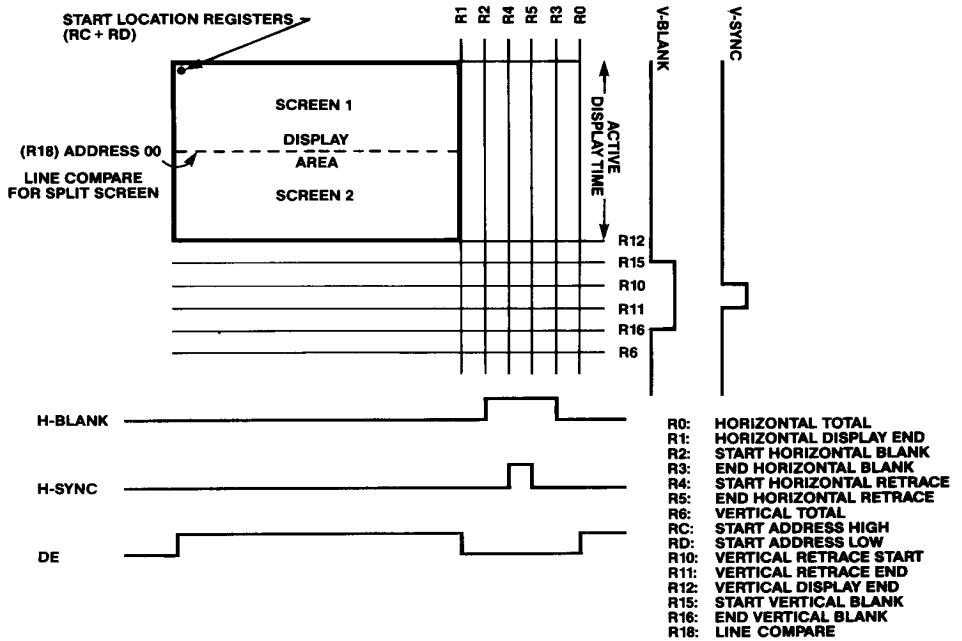 START LOCATION REGISTERS
(RC + RD)
R1
R2
R4
R5
R3
R0
V-BLANK
V-SYNC
SCREEN 1
DISPLAY
AREA
SCREEN 2
(R18) ADDRESS 00
LINE COMPARE
FOR SPLIT SCREEN
ACTIVE
DISPLAY TIME
R12
R15
R10
R11
R16
R6
H-BLANK
H-SYNC
DE
R0: HORIZONTAL TOTAL
R1: HORIZONTAL DISPLAY END
R2: START HORIZONTAL BLANK
R3: END HORIZONTAL BLANK
R4: START HORIZONTAL RETRACE
R5: END HORIZONTAL RETRACE
R6: VERTICAL TOTAL
RC: START ADDRESS HIGH
RD: START ADDRESS LOW
R10: VERTICAL RETRACE START
R11: VERTICAL RETRACE END
R12: VERTICAL DISPLAY END
R15: START VERTICAL BLANK
R16: END VERTICAL BLANK
R18: LINE COMPARE